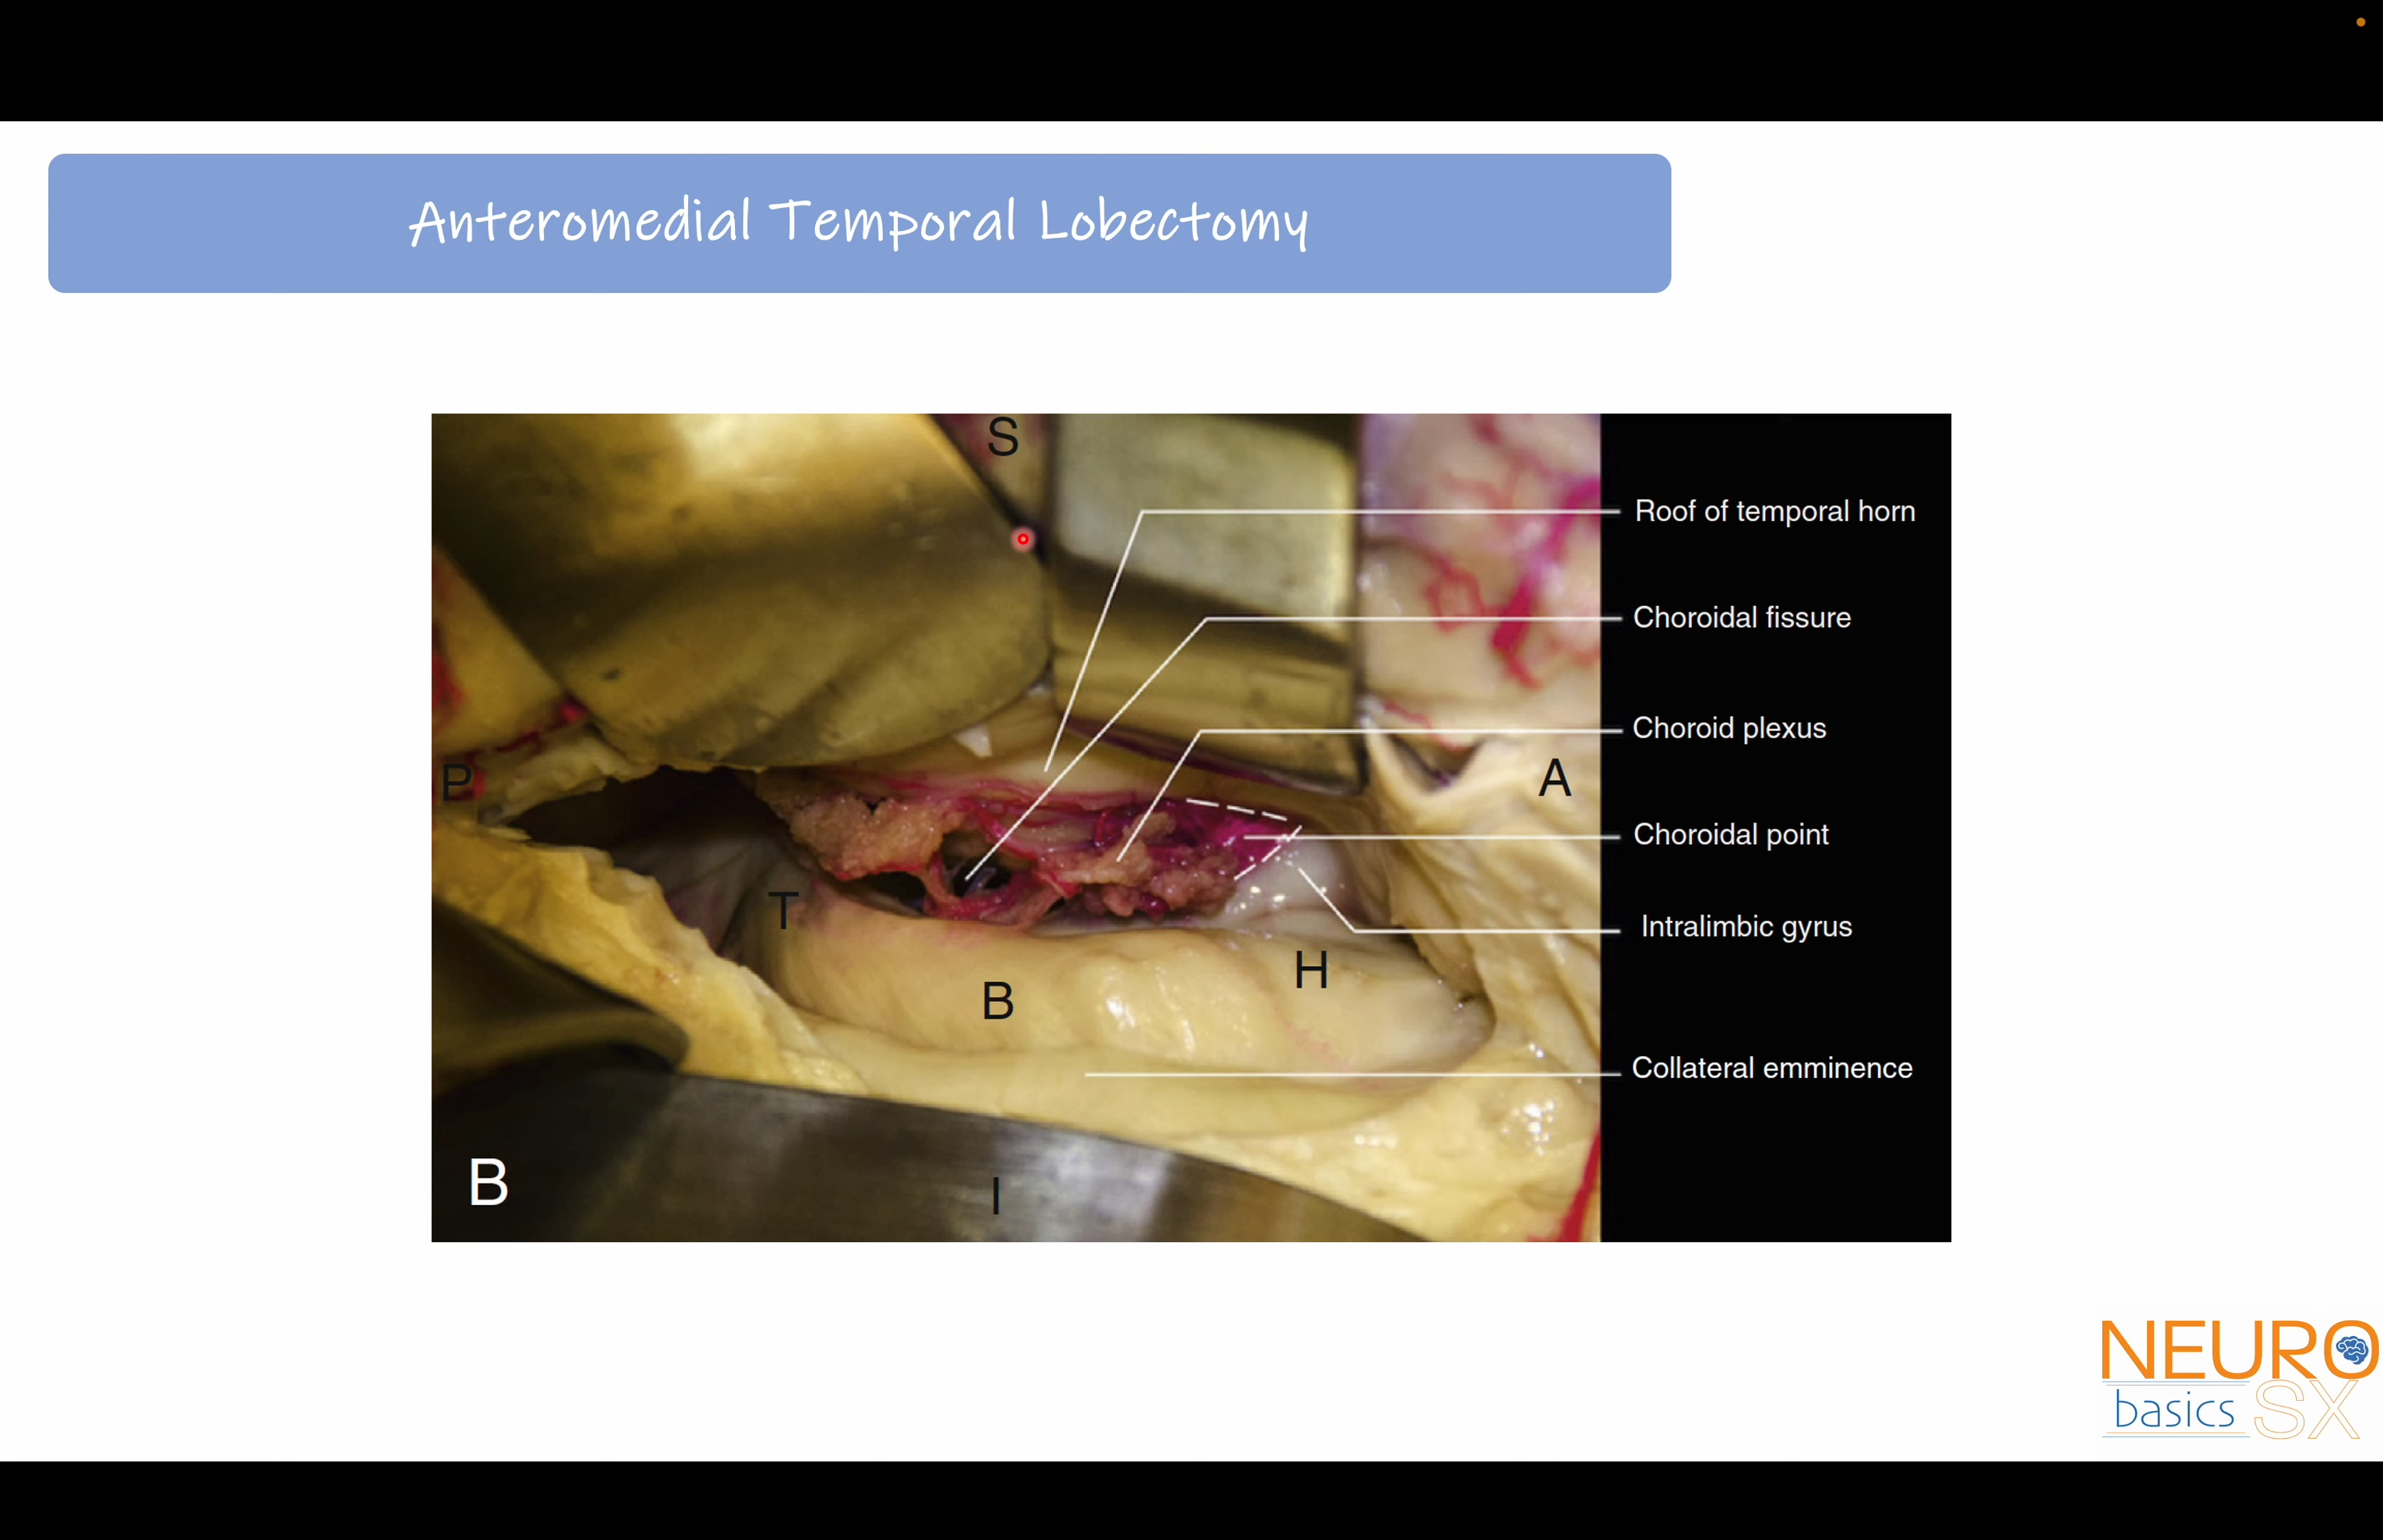 Anteromedial Temporal Lobectomy
S
Roof of temporal horn
Choroidal fissure
Choroid plexus
P
A
Choroidal point
T
Intralimbic gyrus
H
B
Collateral emminence
B
I
NEURO
basics SX